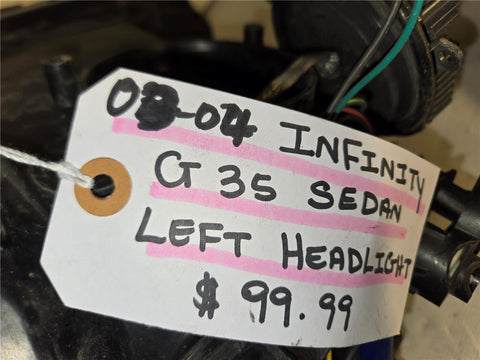 03-04 INFINITY
G 35 SEDAN
LEFT HEADLIGHT
$ 99.99